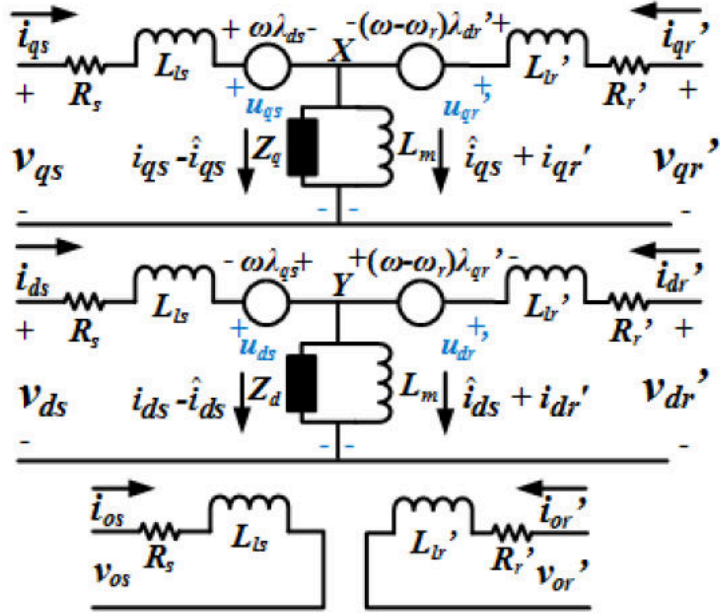 i_qs + ωλ_ds - -(ω-ω_r)λ_dr'+ i_qr'
+ R_s L_ls + u_qs X u_qr' +, L_lr' R_r' +
v_qs i_qs - î_qs Z_q L_m î_qs + i_qr' v_qr'
- - - -
i_ds - ωλ_qs + Y +(ω-ω_r)λ_qr'- i_dr'
+ R_s L_ls + u_ds u_dr' +, L_lr' R_r' +
v_ds i_ds - î_ds Z_d L_m î_ds + i_dr' v_dr'
- - - -
i_os i_or'
R_s L_ls L_lr' R_r'
v_os v_or'